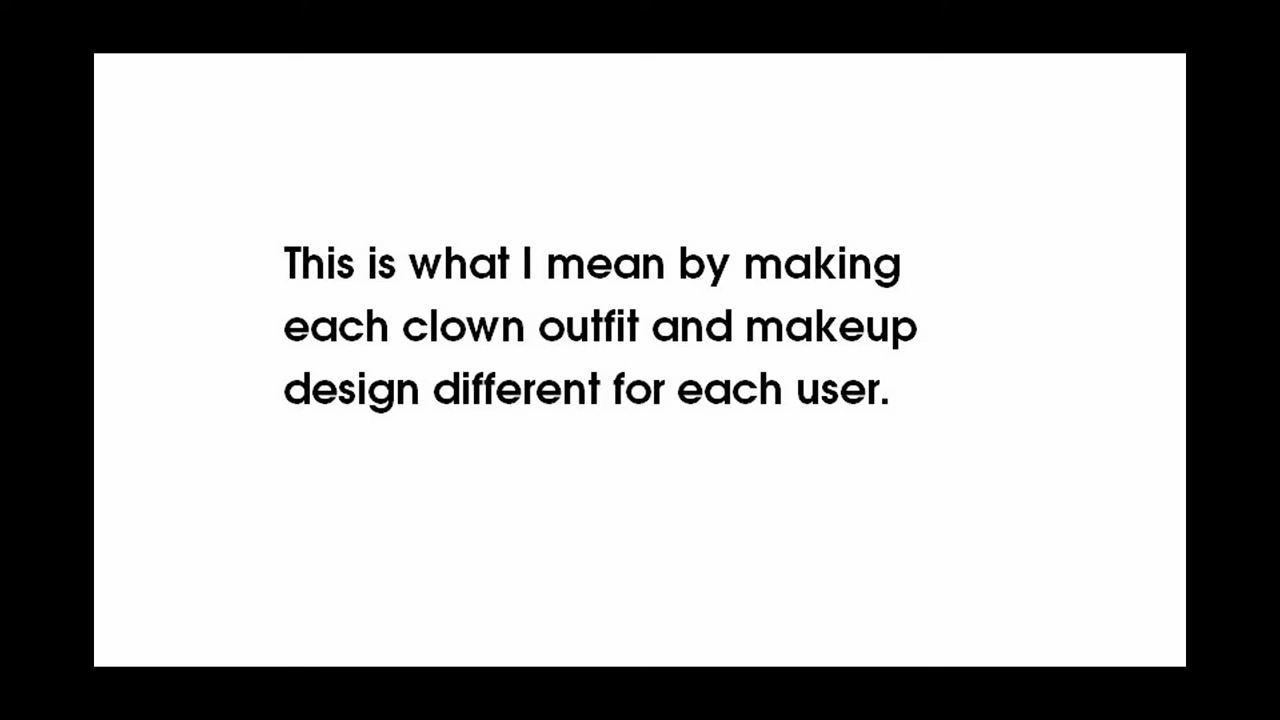 This is what I mean by making
each clown outfit and makeup
design different for each user.